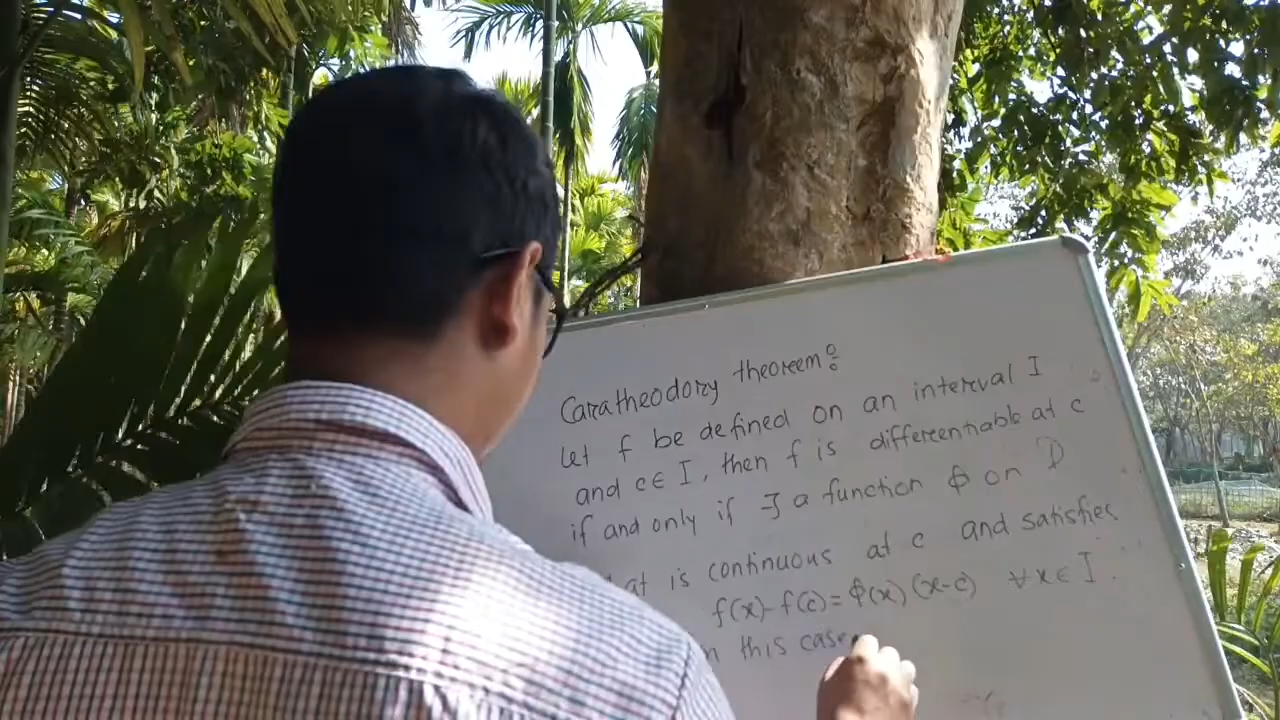 Caratheodory theorem:
Let f be defined on an interval I
and c ∈ I, then f is differentiable at c
if and only if ∃ a function ϕ on D
at is continuous at c and satisfies
f(x)-f(c)=ϕ(x)(x-c) ∀x∈I.
n this case